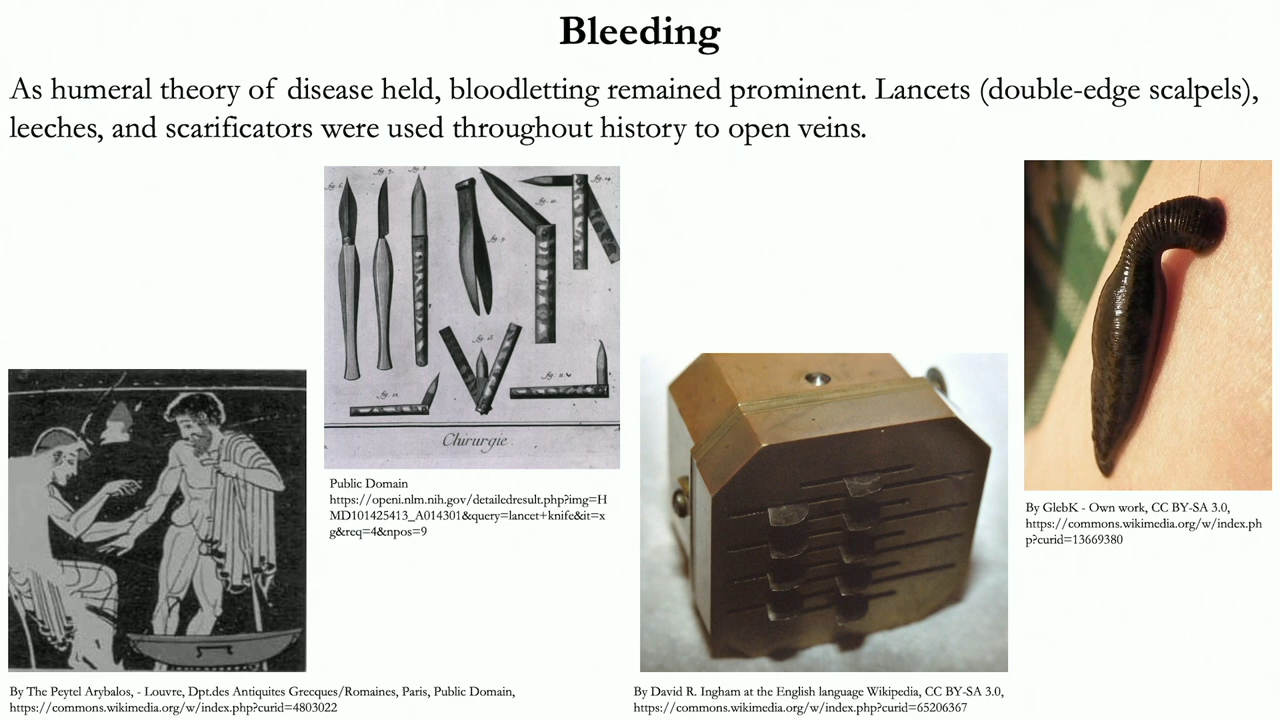 Bleeding
As humeral theory of disease held, bloodletting remained prominent. Lancets (double-edge scalpels),
leeches, and scarificators were used throughout history to open veins.
Chirurgie.
Public Domain
https://openi.nlm.nih.gov/detailedresult.php?img=H
MD101425413_A014301&query=lancet+knife&it=x
g&req=4&npos=9
By GlebK - Own work, CC BY-SA 3.0,
https://commons.wikimedia.org/w/index.ph
p?curid=13669380
By The Peytel Arybalos, - Louvre, Dpt.des Antiquites Grecques/Romaines, Paris, Public Domain,
https://commons.wikimedia.org/w/index.php?curid=4803022
By David R. Ingham at the English language Wikipedia, CC BY-SA 3.0,
https://commons.wikimedia.org/w/index.php?curid=65206367